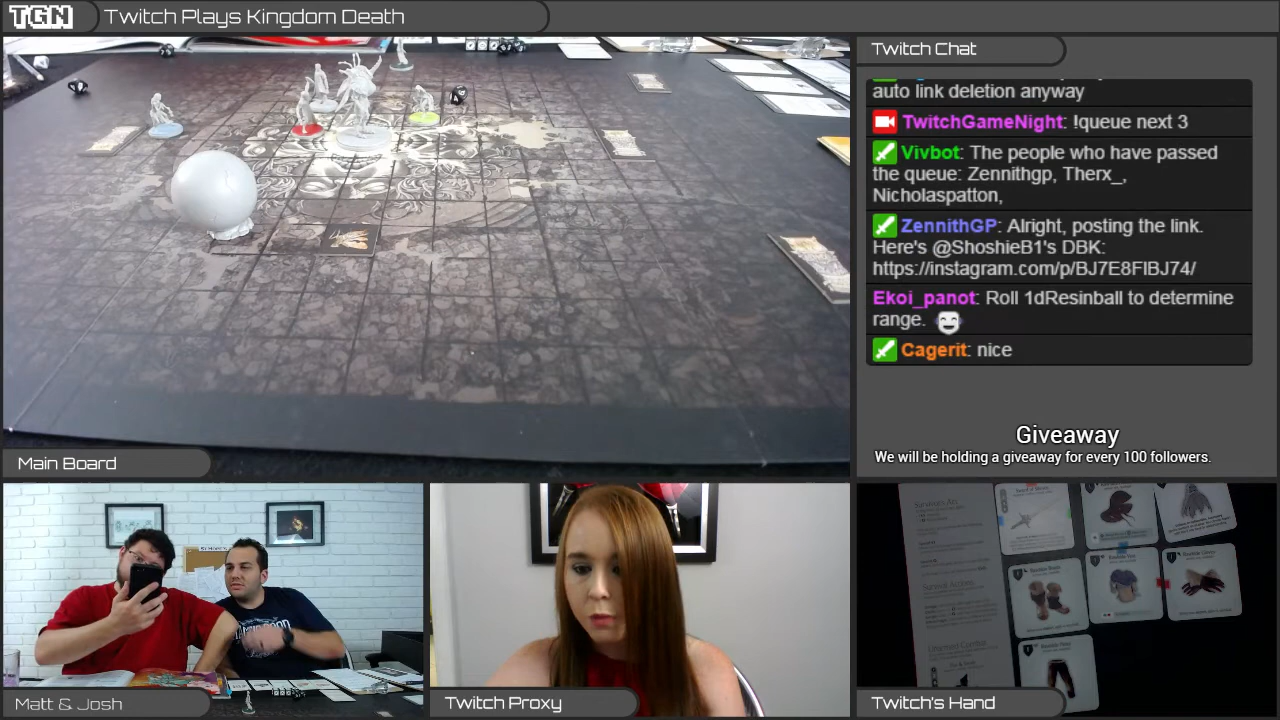 TGN Twitch Plays Kingdom Death
Twitch Chat
auto link deletion anyway
TwitchGameNight: !queue next 3
Vivbot: The people who have passed
the queue: Zennithgp, Therx_,
Nicholaspatton,
ZennithGP: Alright, posting the link.
Here's @ShoshieB1's DBK:
https://instagram.com/p/BJ7E8FlBJ74/
Ekoi_panot: Roll 1dResinball to determine
range.
Cagerit: nice
Giveaway
We will be holding a giveaway for every 100 followers.
Main Board
Matt & Josh
Twitch Proxy
Twitch's Hand